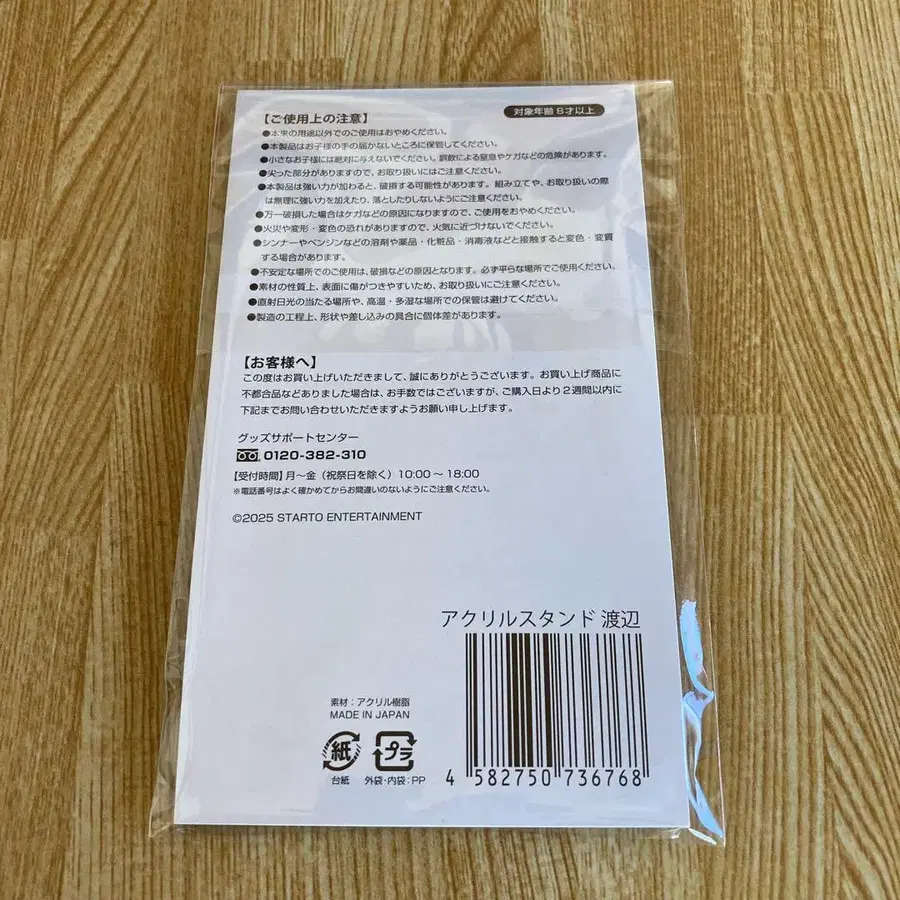 【ご使用上の注意】
対象年齢 8才以上
●本来の用途以外でのご使用はおやめください。
●本製品はお子様の手の届かないところに保管してください。
●小さなお子様には絶対に与えないでください。誤飲による窒息やケガなどの危険があります。
●尖った部分がありますので、お取り扱いにはご注意ください。
●本製品は強い力が加わると、破損する可能性があります。組み立てや、お取り扱いの際
は無理に強い力を加えたり、落としたりしないようにご注意ください。
●万一破損した場合はケガなどの原因になりますので、ご使用をおやめください。
●火災や変形・変色の恐れがありますので、火気に近づけないでください。
●シンナーやベンジンなどの溶剤や薬品・化粧品・消毒液などと接触すると変色・変質
する場合があります。
●不安定な場所でのご使用は、破損などの原因となります。必ず平らな場所でご使用ください。
●素材の性質上、表面に傷がつきやすいため、お取り扱いにご注意ください。
●直射日光の当たる場所や、高温・多湿な場所での保管は避けてください。
●製造の工程上、形状や差し込みの具合に個体差があります。
【お客様へ】
この度はお買い上げいただきまして、誠にありがとうございます。お買い上げ商品に
不都合品などありました場合は、お手数ではございますが、ご購入日より2週間以内に
下記までお問い合わせいただきますようお願い申し上げます。
グッズサポートセンター
0120-382-310
【受付時間】月～金（祝祭日を除く）10:00～18:00
※電話番号はよく確かめてからお間違いのないようにご注意ください。
©2025 STARTO ENTERTAINMENT
アクリルスタンド 渡辺
素材：アクリル樹脂
MADE IN JAPAN
紙
プラ
台紙
外袋・内袋：PP
4 582750 736768